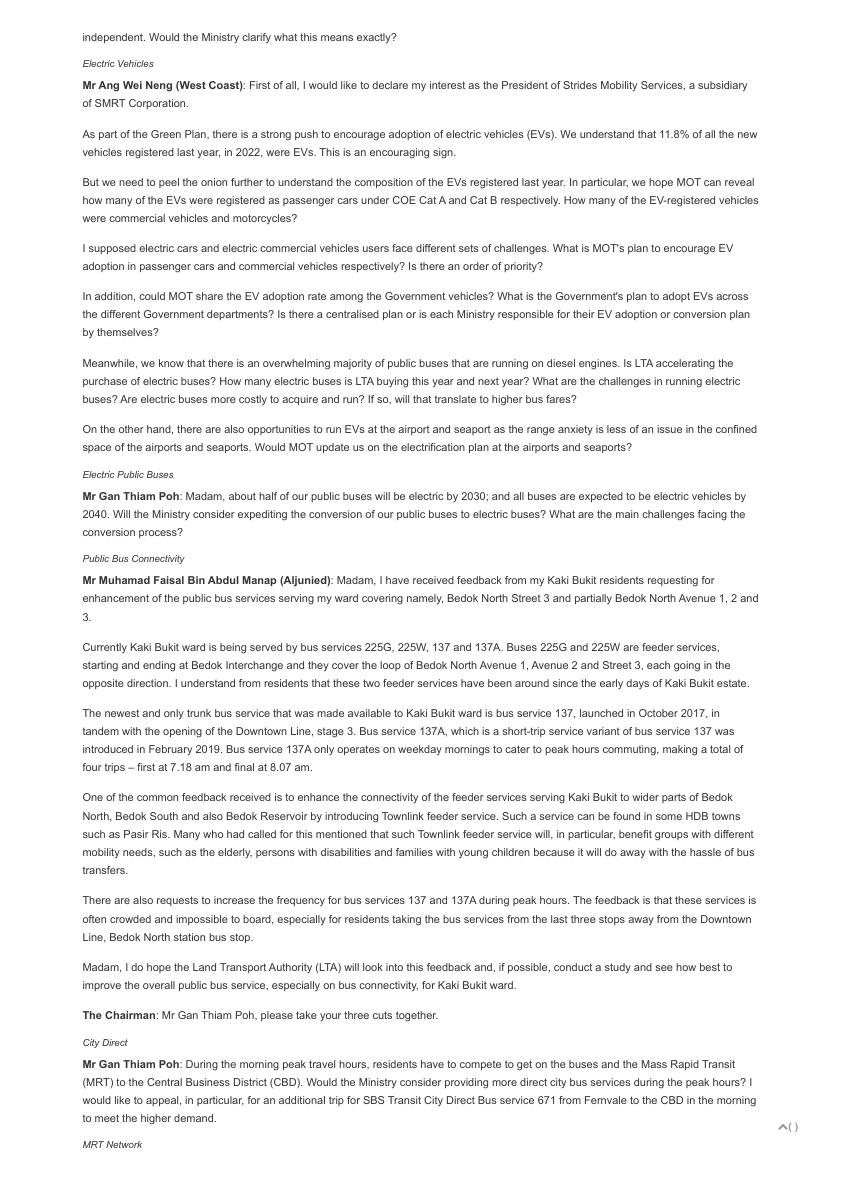 independent. Would the Ministry clarify what this means exactly?
Electric Vehicles
Mr Ang Wei Neng (West Coast): First of all, I would like to declare my interest as the President of Strides Mobility Services, a subsidiary
of SMRT Corporation.
As part of the Green Plan, there is a strong push to encourage adoption of electric vehicles (EVs). We understand that 11.8% of all the new
vehicles registered last year, in 2022, were EVs. This is an encouraging sign.
But we need to peel the onion further to understand the composition of the EVs registered last year. In particular, we hope MOT can reveal
how many of the EVs were registered as passenger cars under COE Cat A and Cat B respectively. How many of the EV-registered vehicles
were commercial vehicles and motorcycles?
I supposed electric cars and electric commercial vehicles users face different sets of challenges. What is MOT's plan to encourage EV
adoption in passenger cars and commercial vehicles respectively? Is there an order of priority?
In addition, could MOT share the EV adoption rate among the Government vehicles? What is the Government's plan to adopt EVs across
the different Government departments? Is there a centralised plan or is each Ministry responsible for their EV adoption or conversion plan
by themselves?
Meanwhile, we know that there is an overwhelming majority of public buses that are running on diesel engines. Is LTA accelerating the
purchase of electric buses? How many electric buses is LTA buying this year and next year? What are the challenges in running electric
buses? Are electric buses more costly to acquire and run? If so, will that translate to higher bus fares?
On the other hand, there are also opportunities to run EVs at the airport and seaport as the range anxiety is less of an issue in the confined
space of the airports and seaports. Would MOT update us on the electrification plan at the airports and seaports?
Electric Public Buses
Mr Gan Thiam Poh: Madam, about half of our public buses will be electric by 2030; and all buses are expected to be electric vehicles by
2040. Will the Ministry consider expediting the conversion of our public buses to electric buses? What are the main challenges facing the
conversion process?
Public Bus Connectivity
Mr Muhamad Faisal Bin Abdul Manap (Aljunied): Madam, I have received feedback from my Kaki Bukit residents requesting for
enhancement of the public bus services serving my ward covering namely, Bedok North Street 3 and partially Bedok North Avenue 1, 2 and
3.
Currently Kaki Bukit ward is being served by bus services 225G, 225W, 137 and 137A. Buses 225G and 225W are feeder services,
starting and ending at Bedok Interchange and they cover the loop of Bedok North Avenue 1, Avenue 2 and Street 3, each going in the
opposite direction. I understand from residents that these two feeder services have been around since the early days of Kaki Bukit estate.
The newest and only trunk bus service that was made available to Kaki Bukit ward is bus service 137, launched in October 2017, in
tandem with the opening of the Downtown Line, stage 3. Bus service 137A, which is a short-trip service variant of bus service 137 was
introduced in February 2019. Bus service 137A only operates on weekday mornings to cater to peak hours commuting, making a total of
four trips – first at 7.18 am and final at 8.07 am.
One of the common feedback received is to enhance the connectivity of the feeder services serving Kaki Bukit to wider parts of Bedok
North, Bedok South and also Bedok Reservoir by introducing Townlink feeder service. Such a service can be found in some HDB towns
such as Pasir Ris. Many who had called for this mentioned that such Townlink feeder service will, in particular, benefit groups with different
mobility needs, such as the elderly, persons with disabilities and families with young children because it will do away with the hassle of bus
transfers.
There are also requests to increase the frequency for bus services 137 and 137A during peak hours. The feedback is that these services is
often crowded and impossible to board, especially for residents taking the bus services from the last three stops away from the Downtown
Line, Bedok North station bus stop.
Madam, I do hope the Land Transport Authority (LTA) will look into this feedback and, if possible, conduct a study and see how best to
improve the overall public bus service, especially on bus connectivity, for Kaki Bukit ward.
The Chairman: Mr Gan Thiam Poh, please take your three cuts together.
City Direct
Mr Gan Thiam Poh: During the morning peak travel hours, residents have to compete to get on the buses and the Mass Rapid Transit
(MRT) to the Central Business District (CBD). Would the Ministry consider providing more direct city bus services during the peak hours? I
would like to appeal, in particular, for an additional trip for SBS Transit City Direct Bus service 671 from Fernvale to the CBD in the morning
to meet the higher demand.
( )
MRT Network